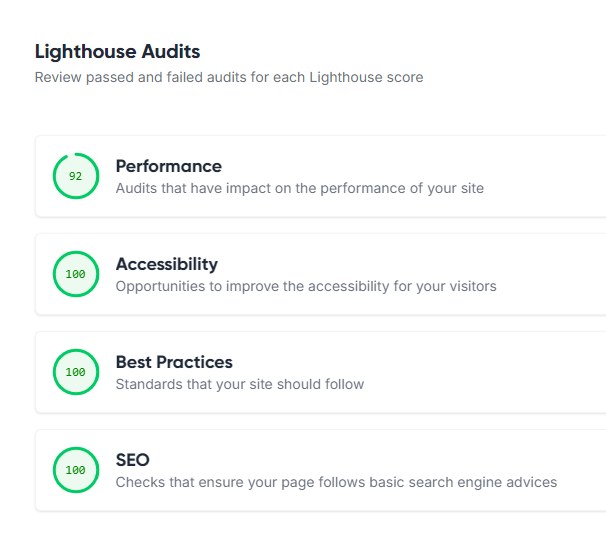 Lighthouse Audits
Review passed and failed audits for each Lighthouse score
92
Performance
Audits that have impact on the performance of your site
100
Accessibility
Opportunities to improve the accessibility for your visitors
100
Best Practices
Standards that your site should follow
100
SEO
Checks that ensure your page follows basic search engine advices